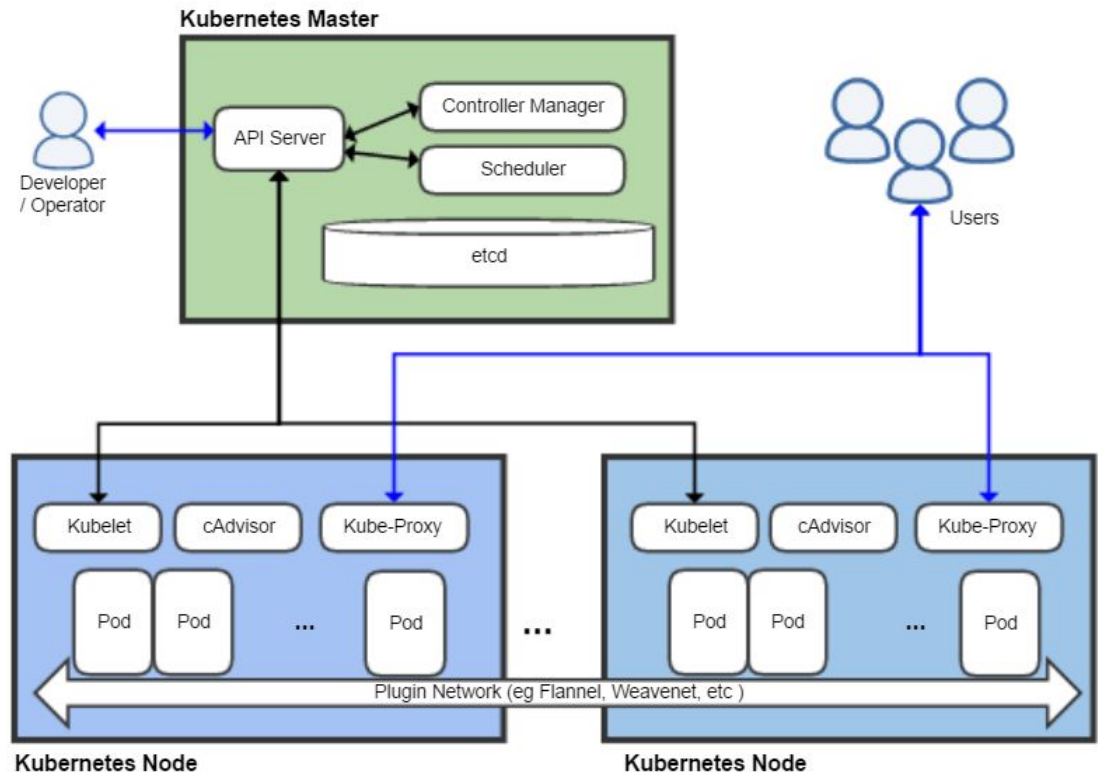 Kubernetes Master
API Server
Controller Manager
Scheduler
etcd
Developer
/ Operator
Users
Kubelet
cAdvisor
Kube-Proxy
Pod
Pod
...
Pod
...
Kubelet
cAdvisor
Kube-Proxy
Pod
Pod
...
Pod
Plugin Network (eg Flannel, Weavenet, etc )
Kubernetes Node
Kubernetes Node